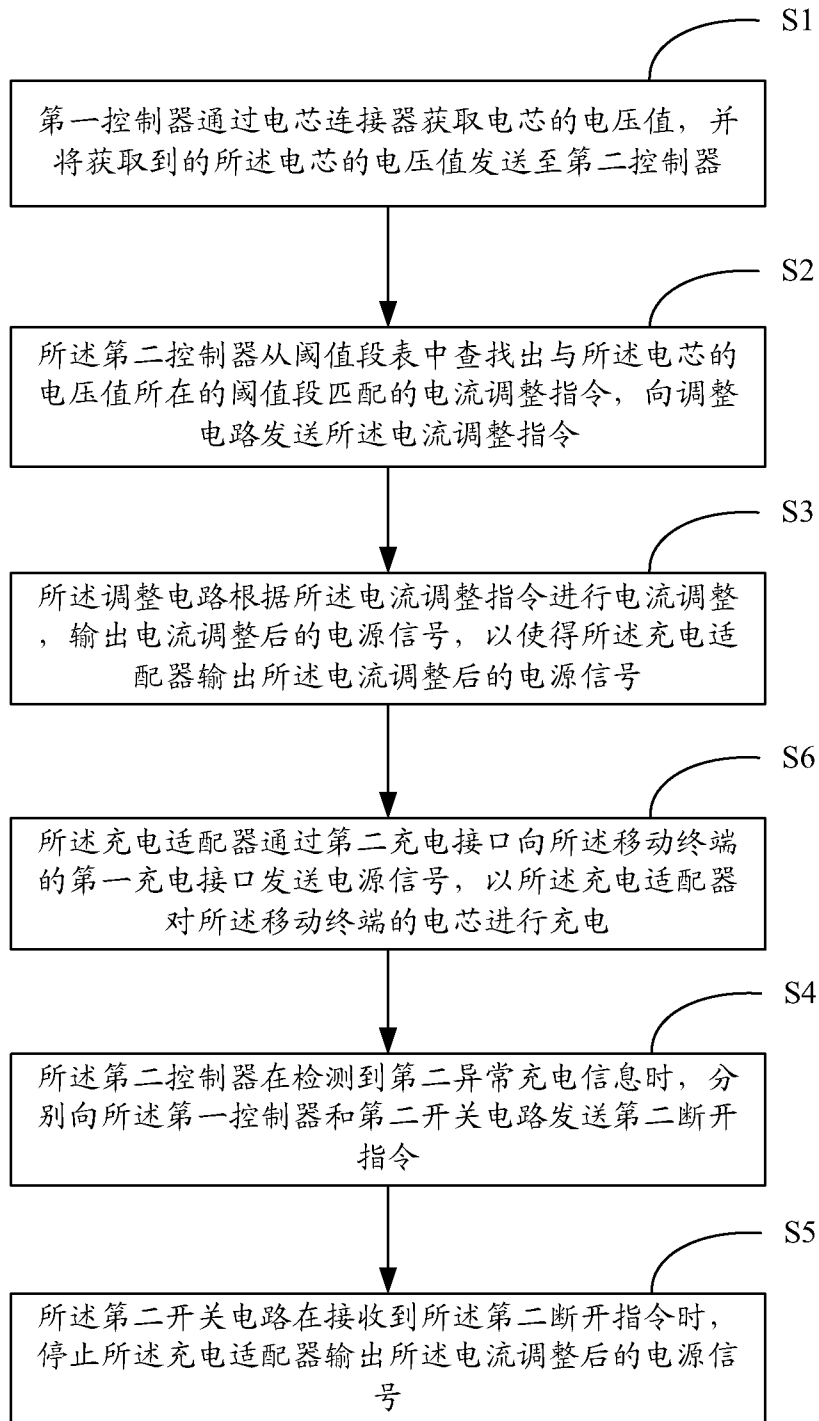 S1
第一控制器通过电芯连接器获取电芯的电压值，并
将获取到的所述电芯的电压值发送至第二控制器
S2
所述第二控制器从阈值段表中查找出与所述电芯的
电压值所在的阈值段匹配的电流调整指令，向调整
电路发送所述电流调整指令
S3
所述调整电路根据所述电流调整指令进行电流调整
，输出电流调整后的电源信号，以使得所述充电适
配器输出所述电流调整后的电源信号
S6
所述充电适配器通过第二充电接口向所述移动终端
的第一充电接口发送电源信号，以所述充电适配器
对所述移动终端的电芯进行充电
S4
所述第二控制器在检测到第二异常充电信息时，分
别向所述第一控制器和第二开关电路发送第二断开
指令
S5
所述第二开关电路在接收到所述第二断开指令时，
停止所述充电适配器输出所述电流调整后的电源信
号